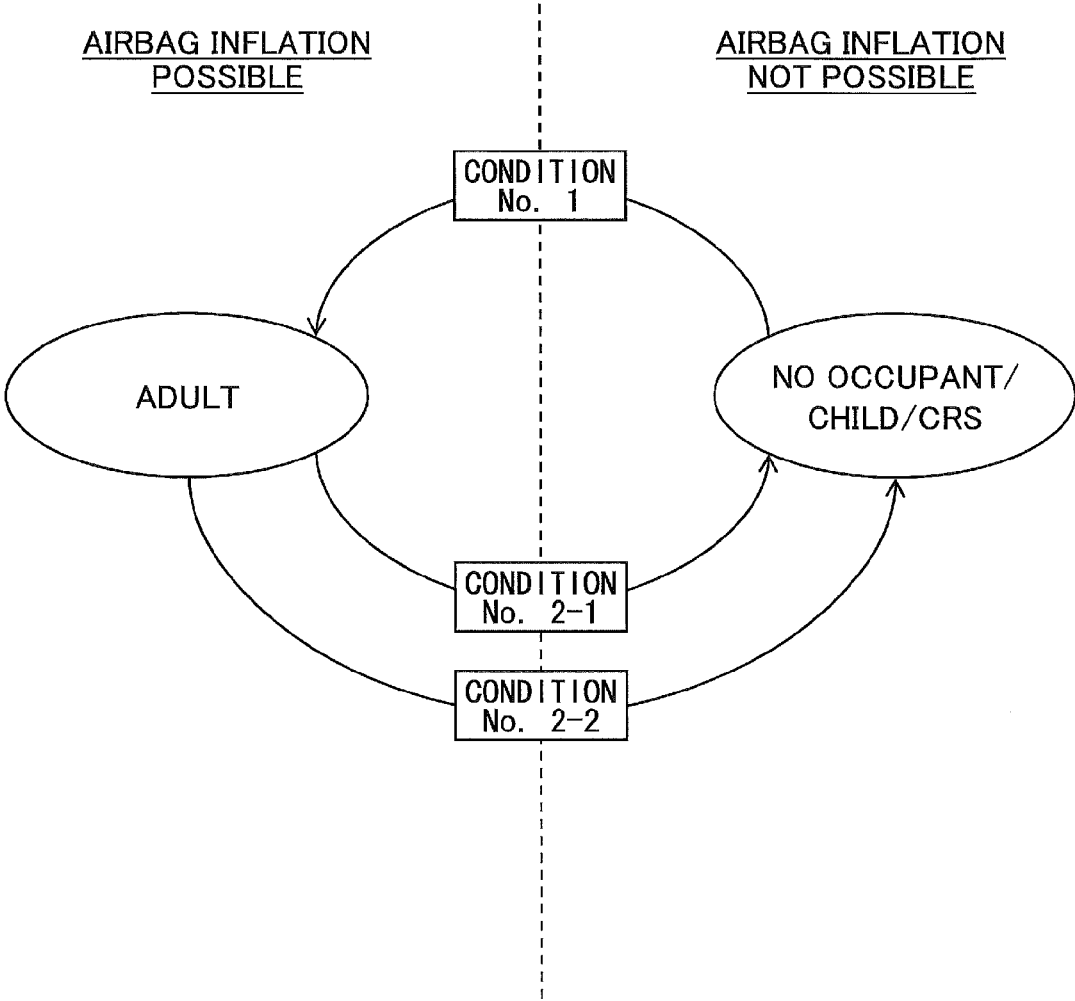 AIRBAG INFLATION
POSSIBLE
AIRBAG INFLATION
NOT POSSIBLE
CONDITION
No. 1
ADULT
NO OCCUPANT/
CHILD/CRS
CONDITION
No. 2-1
CONDITION
No. 2-2